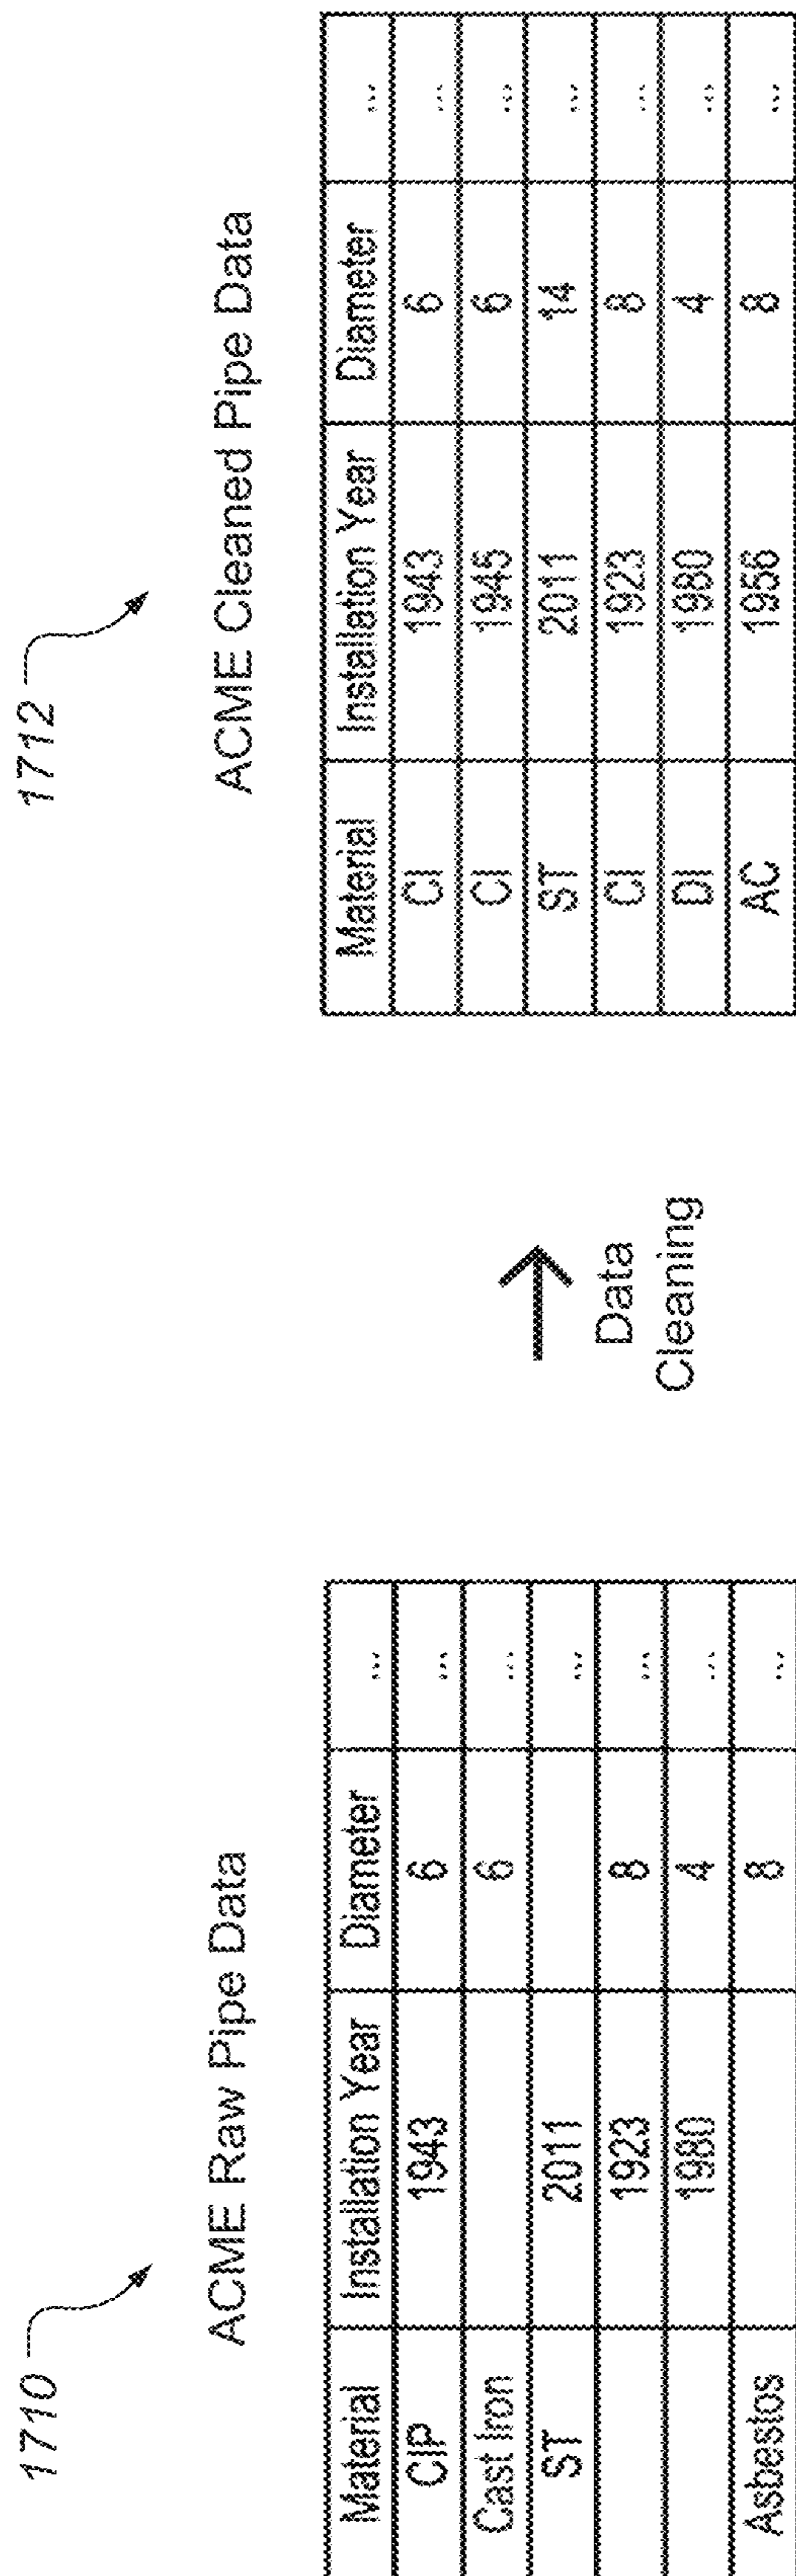 1710
ACME Raw Pipe Data
Material Installation Year Diameter ...
CIP 1943 6 ...
Cast Iron 6 ...
ST 2011 ...
1923 8 ...
1980 4 ...
Asbestos 8 ...
Data
Cleaning
1712
ACME Cleaned Pipe Data
Material Installation Year Diameter ...
CI 1943 6 ...
CI 1945 6 ...
ST 2011 14 ...
CI 1923 8 ...
DI 1980 4 ...
AC 1956 8 ...